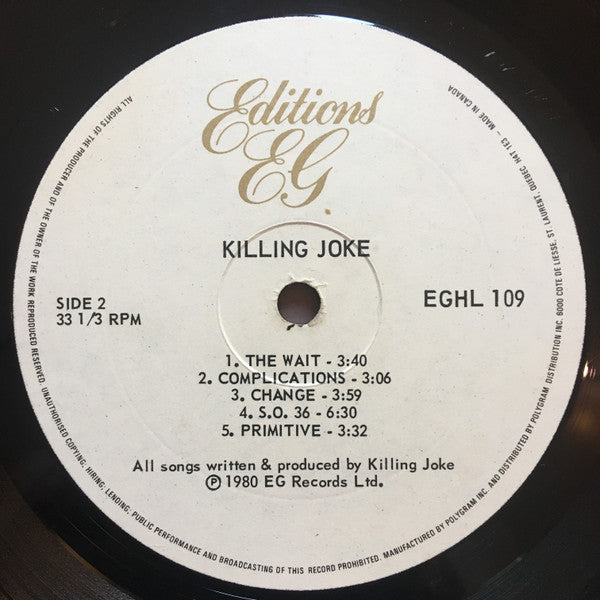 Editions
EG.
KILLING JOKE
SIDE 2
33 1/3 RPM
EGHL 109
1. THE WAIT - 3:40
2. COMPLICATIONS - 3:06
3. CHANGE - 3:59
4. S.O. 36 - 6:30
5. PRIMITIVE - 3:32
All songs written & produced by Killing Joke
Ⓟ 1980 EG Records Ltd.
ALL RIGHTS OF THE PRODUCER AND OF THE OWNER OF THE WORK REPRODUCED RESERVED. UNAUTHORISED COPYING, HIRING, LENDING, PUBLIC PERFORMANCE AND BROADCASTING OF THIS RECORD PROHIBITED. MANUFACTURED BY POLYGRAM INC. AND DISTRIBUTED BY POLYGRAM DISTRIBUTION INC. 6000 COTE DE LIESSE, ST. LAURENT, QUEBEC H4T 1E3 - MADE IN CANADA